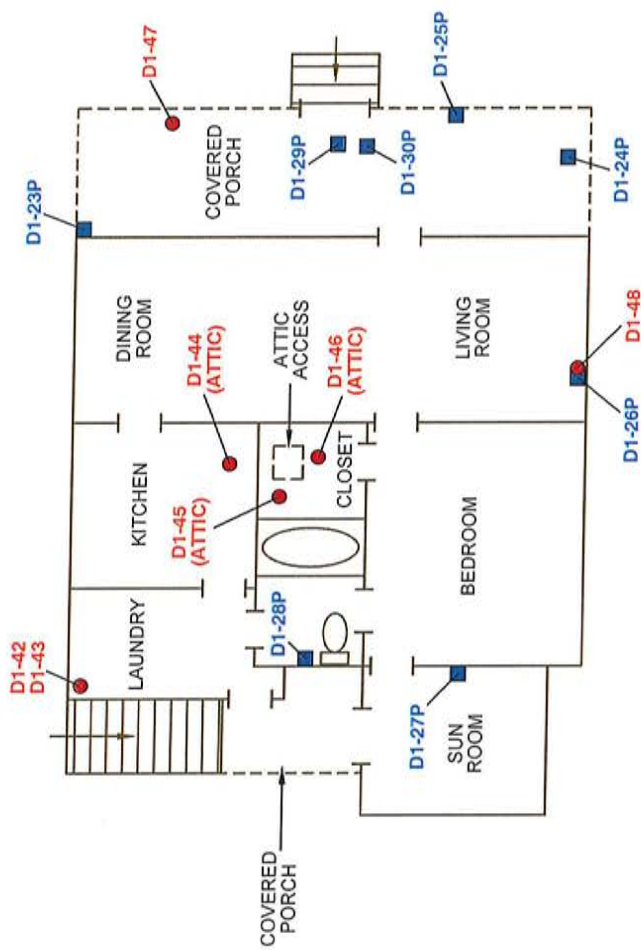 D1-42
D1-43
LAUNDRY
KITCHEN
DINING
ROOM
D1-23P
D1-47
COVERED
PORCH
D1-44
(ATTIC)
D1-45
(ATTIC)
ATTIC
ACCESS
D1-46
(ATTIC)
CLOSET
D1-28P
D1-29P
D1-30P
D1-25P
D1-24P
COVERED
PORCH
SUN
ROOM
D1-27P
BEDROOM
LIVING
ROOM
D1-26P
D1-48